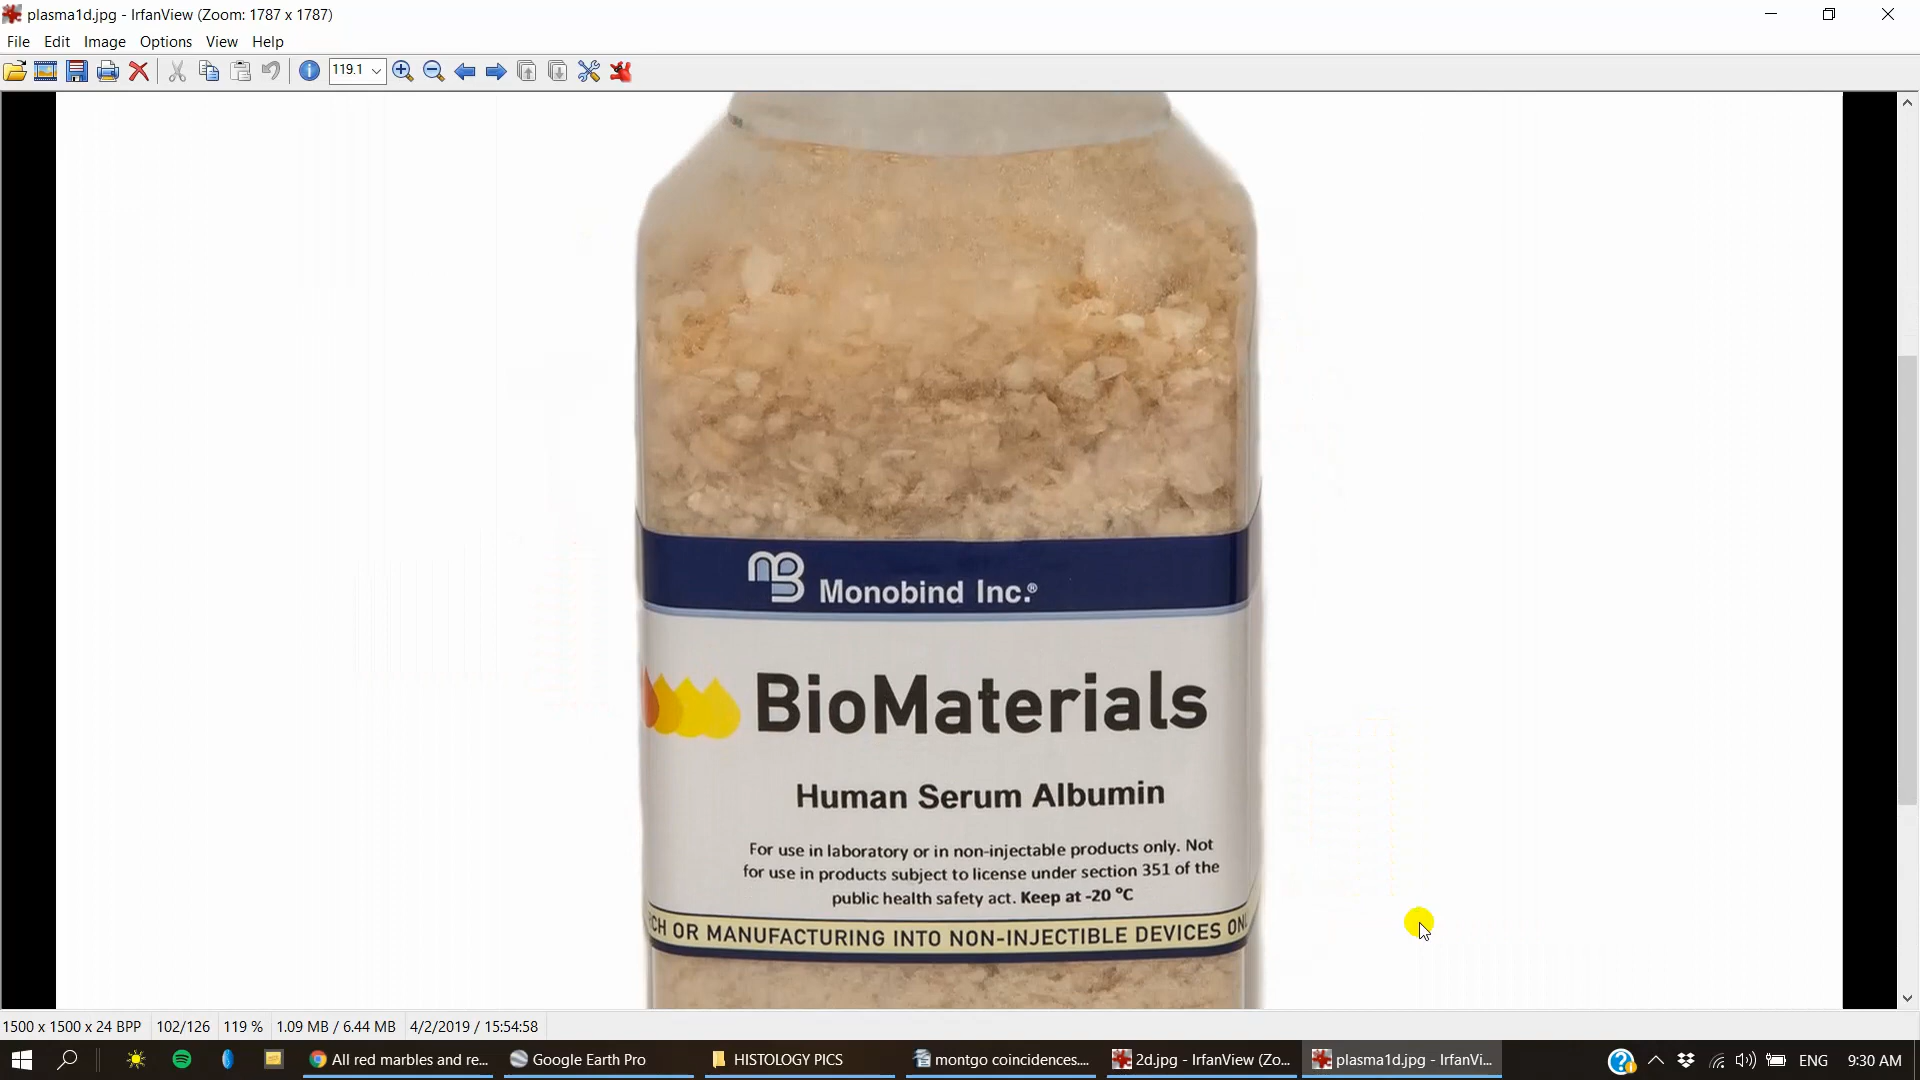 plasma1d.jpg - IrfanView (Zoom: 1787 x 1787)
File Edit Image Options View Help
119.1
Monobind Inc.®
BioMaterials
Human Serum Albumin
For use in laboratory or in non-injectable products only. Not
for use in products subject to license under section 351 of the
public health safety act. Keep at -20 °C
OR MANUFACTURING INTO NON-INJECTIBLE DEVICES
1500 x 1500 x 24 BPP 102/126 119 % 1.09 MB / 6.44 MB 4/2/2019 / 15:54:58
All red marbles and re... Google Earth Pro HISTOLOGY PICS montgo coincidences.... 2d.jpg - IrfanView (Zo... plasma1d.jpg - IrfanVi... ENG 9:30 AM